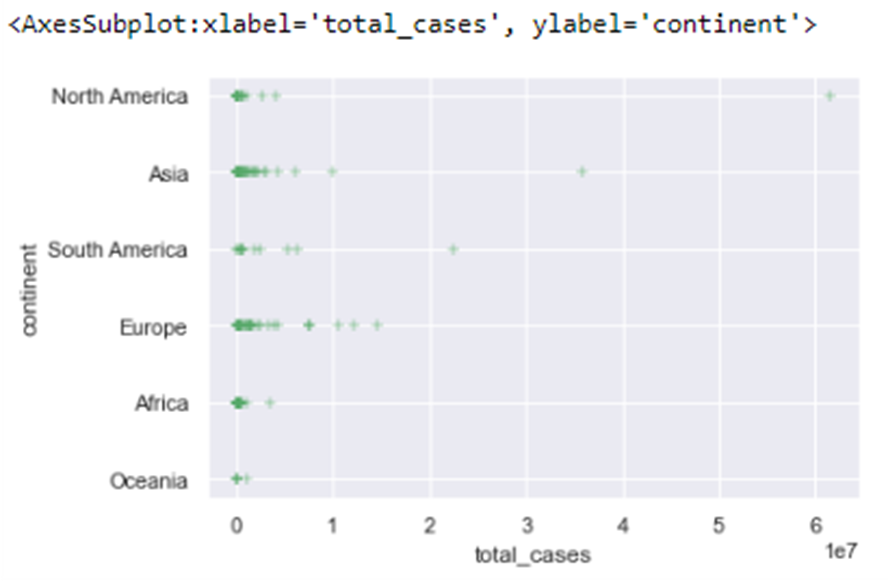 <AxesSubplot:xlabel='total_cases', ylabel='continent'>
North America
Asia
South America
Europe
Africa
Oceania
continent
0 1 2 3 4 5 6
1e7
total_cases